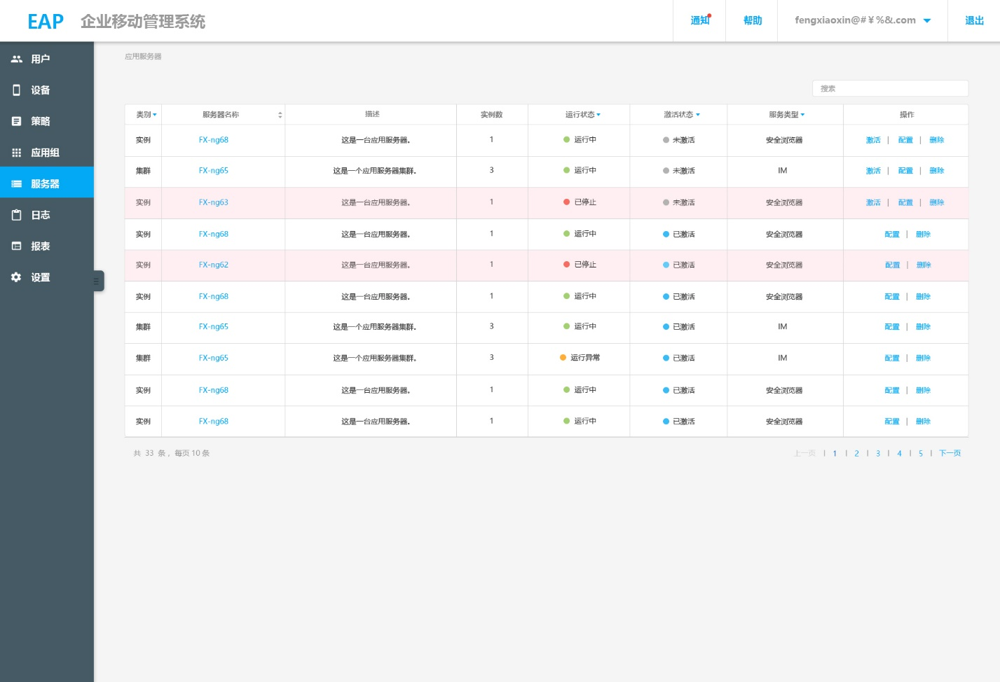 EAP 企业移动管理系统 通知 帮助 fengxiaoxin@#￥%&.com 退出
用户
设备
策略
应用组
服务器
日志
报表
设置
应用服务器
搜索
类别 服务器名称 描述 实例数 运行状态 激活状态 服务类型 操作
实例 FX-ng68 这是一台应用服务器。 1 运行中 未激活 安全浏览器 激活 | 配置 | 删除
集群 FX-ng65 这是一个应用服务器集群。 3 运行中 未激活 IM 激活 | 配置 | 删除
实例 FX-ng63 这是一台应用服务器。 1 已停止 未激活 安全浏览器 激活 | 配置 | 删除
实例 FX-ng68 这是一台应用服务器。 1 运行中 已激活 安全浏览器 配置 | 删除
实例 FX-ng62 这是一台应用服务器。 1 已停止 已激活 安全浏览器 配置 | 删除
实例 FX-ng68 这是一台应用服务器。 1 运行中 已激活 安全浏览器 配置 | 删除
集群 FX-ng65 这是一个应用服务器集群。 3 运行中 已激活 IM 配置 | 删除
集群 FX-ng65 这是一个应用服务器集群。 3 运行异常 已激活 IM 配置 | 删除
实例 FX-ng68 这是一台应用服务器。 1 运行中 已激活 安全浏览器 配置 | 删除
实例 FX-ng68 这是一台应用服务器。 1 运行中 已激活 安全浏览器 配置 | 删除
共 33 条，每页 10 条 上一页 | 1 | 2 | 3 | 4 | 5 | 下一页